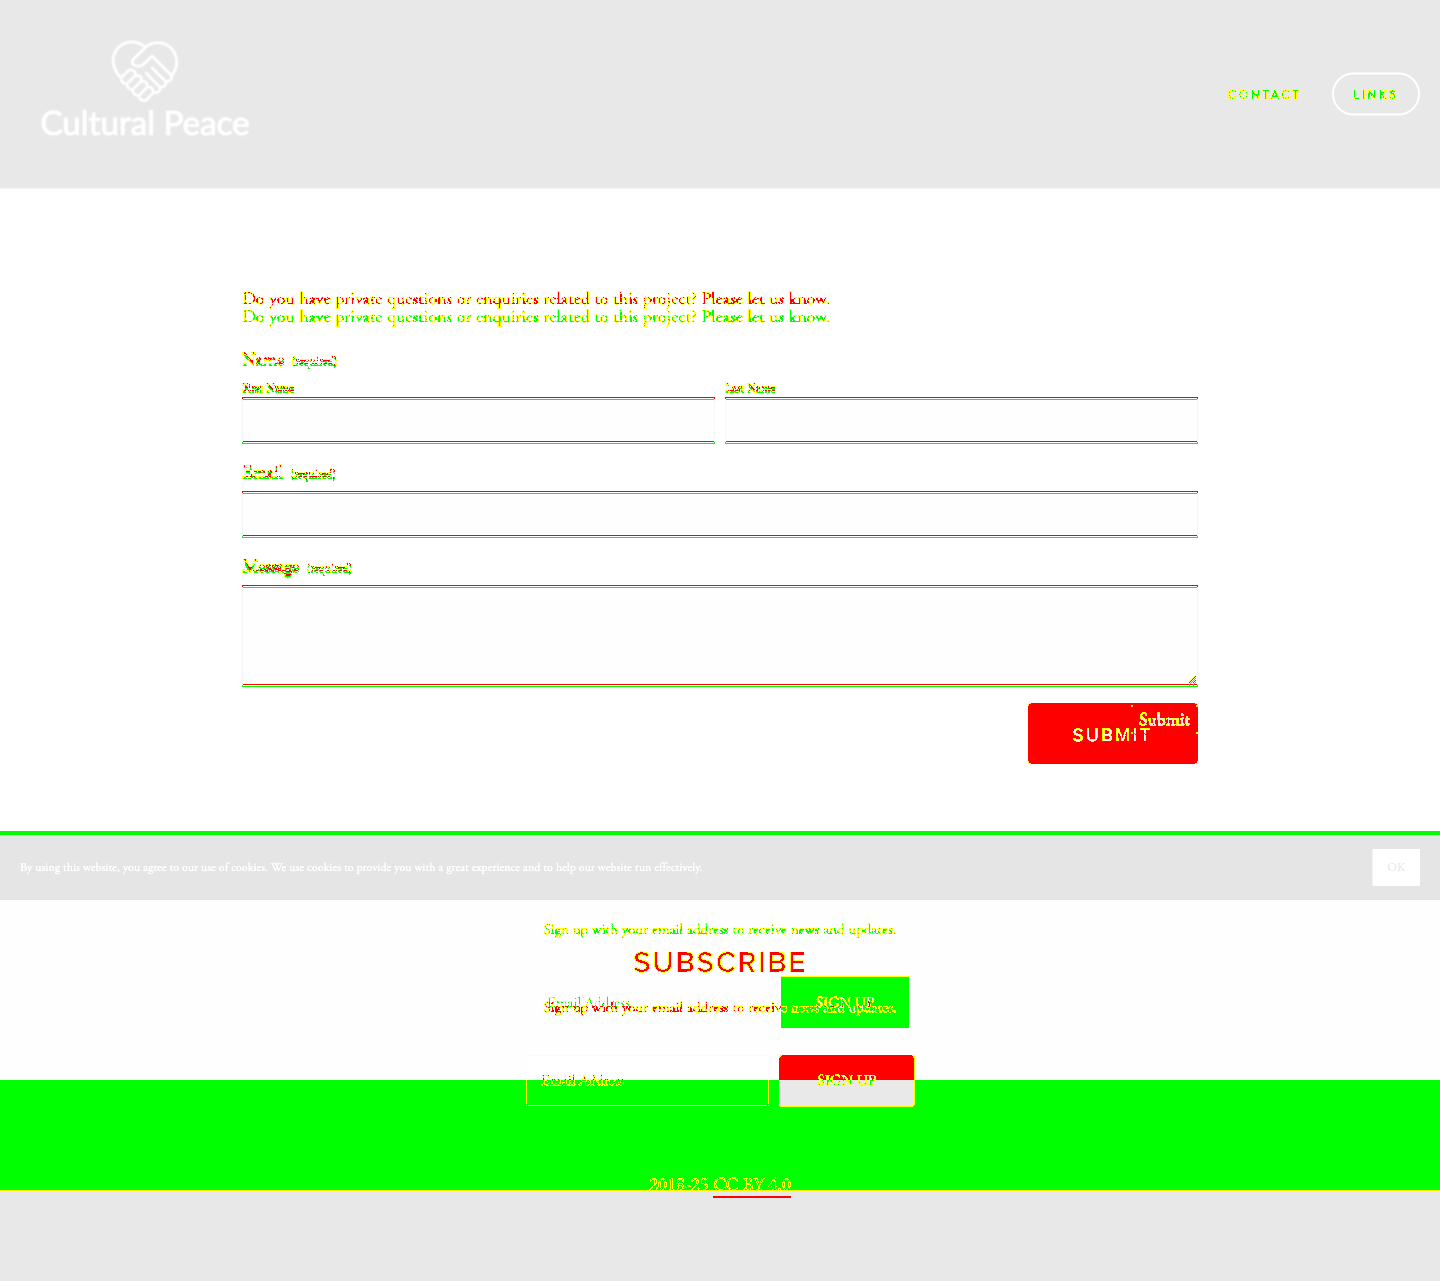 Cultural Peace
CONTACT
LINKS
Do you have private questions or enquiries related to this project? Please let us know.
Do you have private questions or enquiries related to this project? Please let us know.
Name (required)
First Name
Last Name
Email (required)
Message (required)
Submit
SUBMIT
By using this website, you agree to our use of cookies. We use cookies to provide you with a great experience and to help our website run effectively.
OK
Sign up with your email address to receive news and updates.
SUBSCRIBE
Email Address
SIGN UP
Sign up with your email address to receive news and updates.
Email Address
SIGN UP
2018-25 CC BY 4.0